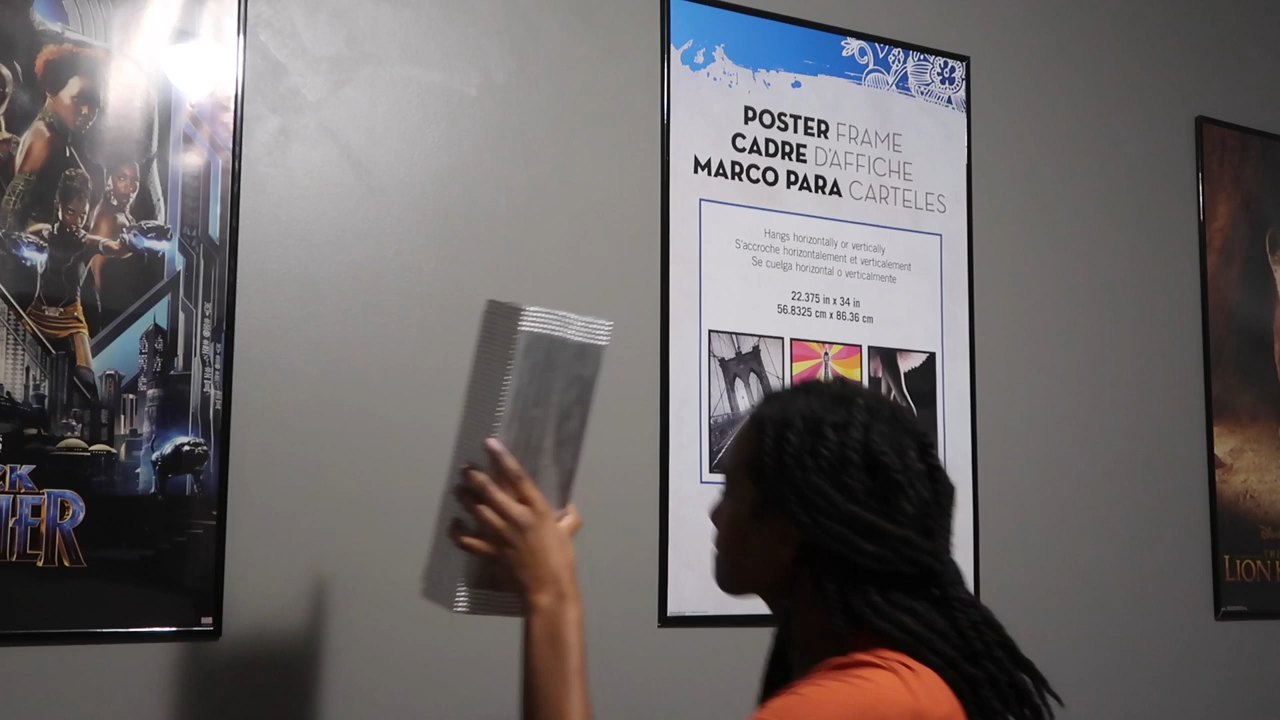 CK
HER
POSTER FRAME
CADRE D'AFFICHE
MARCO PARA CARTELES
Hangs horizontally or vertically
S'accroche horizontalement et verticalement
Se cuelga horizontal o verticalmente
22.375 in x 34 in
56.8325 cm x 86.36 cm
LION